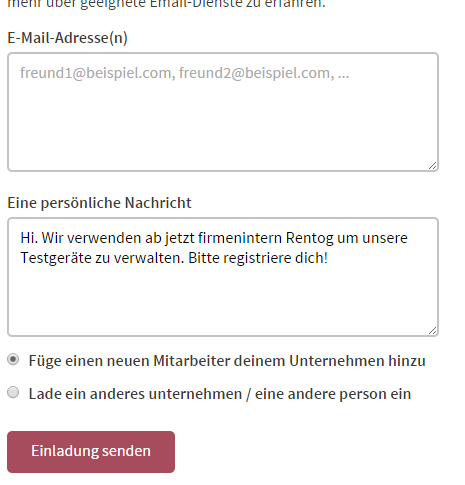 mehr über geeignete Email-Dienste zu erfahren.
E-Mail-Adresse(n)
freund1@beispiel.com, freund2@beispiel.com, ...
Eine persönliche Nachricht
Hi. Wir verwenden ab jetzt firmenintern Rentog um unsere
Testgeräte zu verwalten. Bitte registriere dich!
Füge einen neuen Mitarbeiter deinem Unternehmen hinzu
Lade ein anderes unternehmen / eine andere person ein
Einladung senden